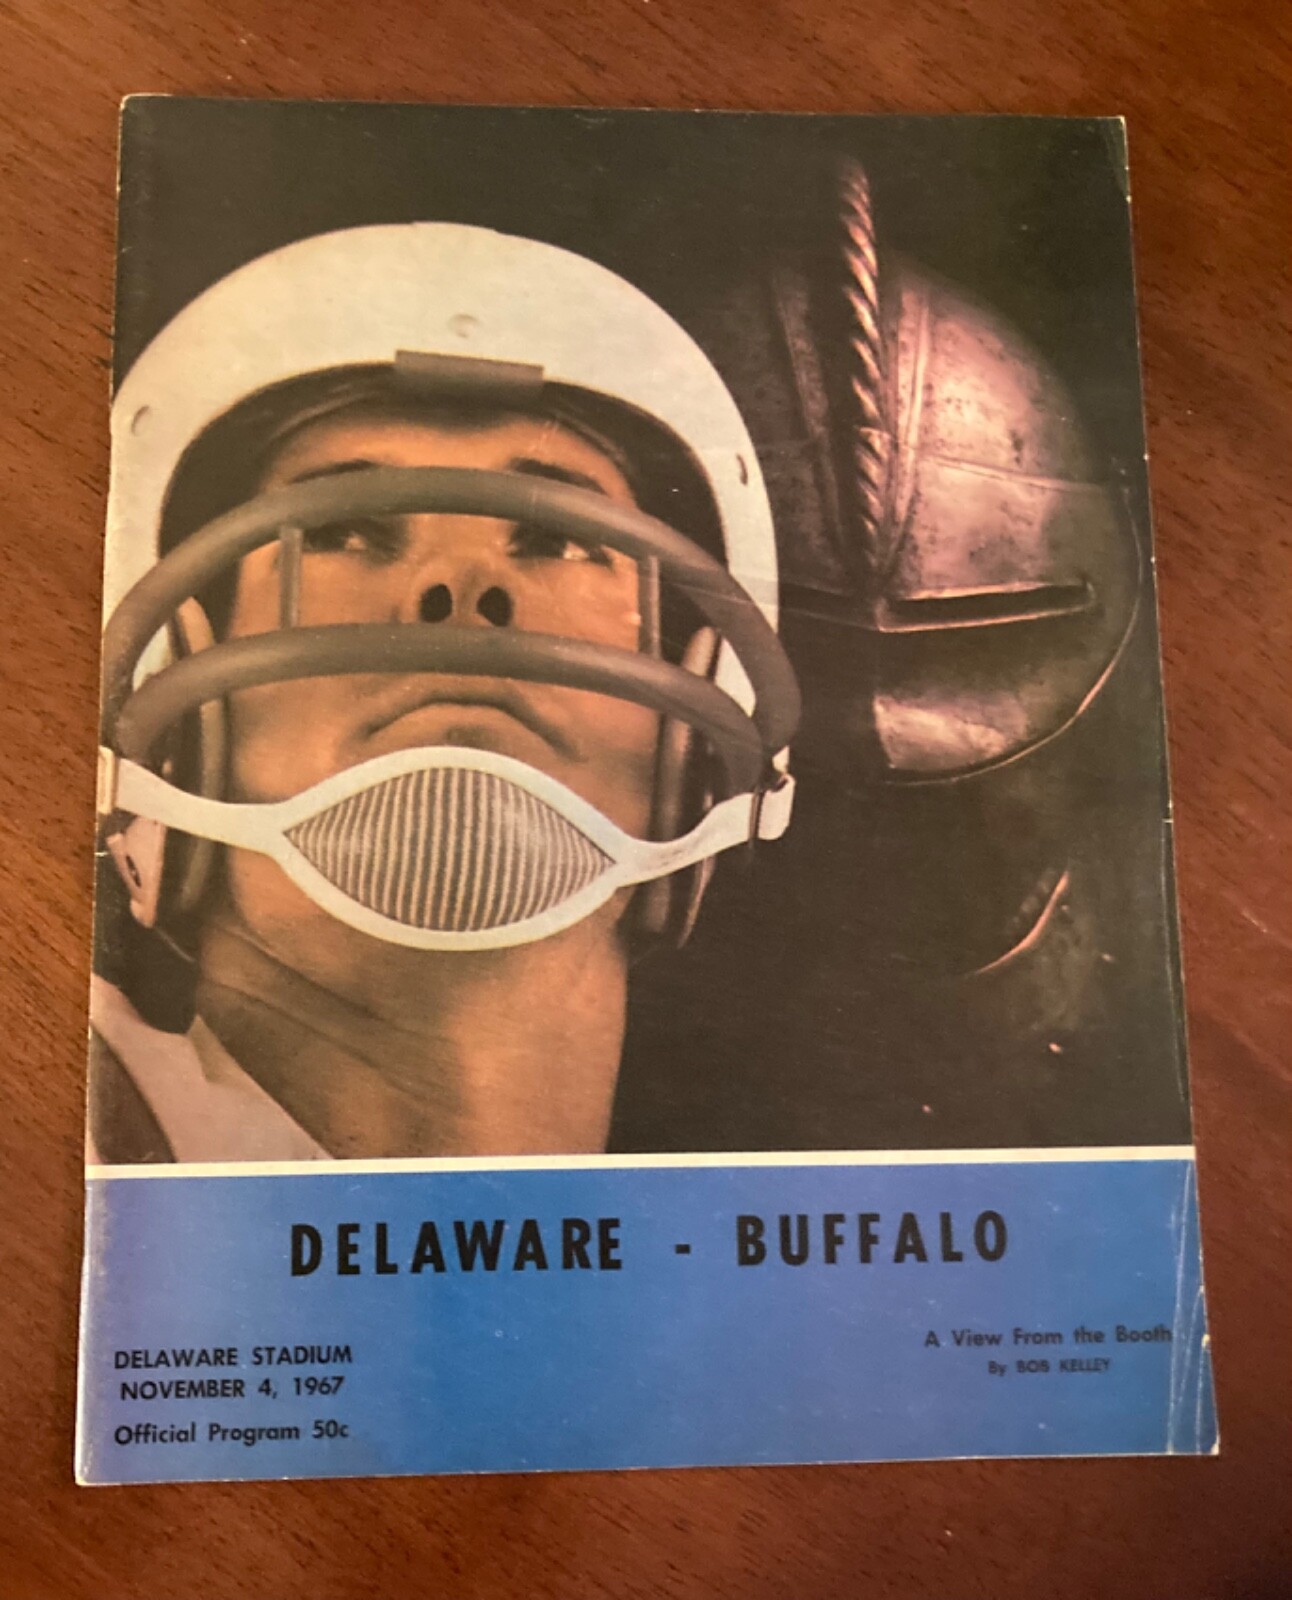 DELAWARE - BUFFALO
DELAWARE STADIUM
NOVEMBER 4, 1967
Official Program 50c
A View From the Booth
By BOB KELLEY